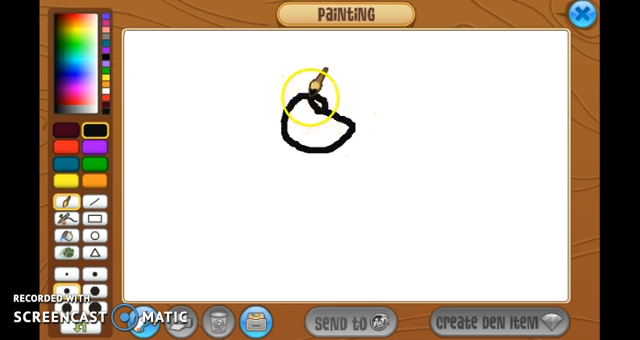 Painting
RECORDED WITH
SCREENCAST MATIC
SEND TO
Create Den Item